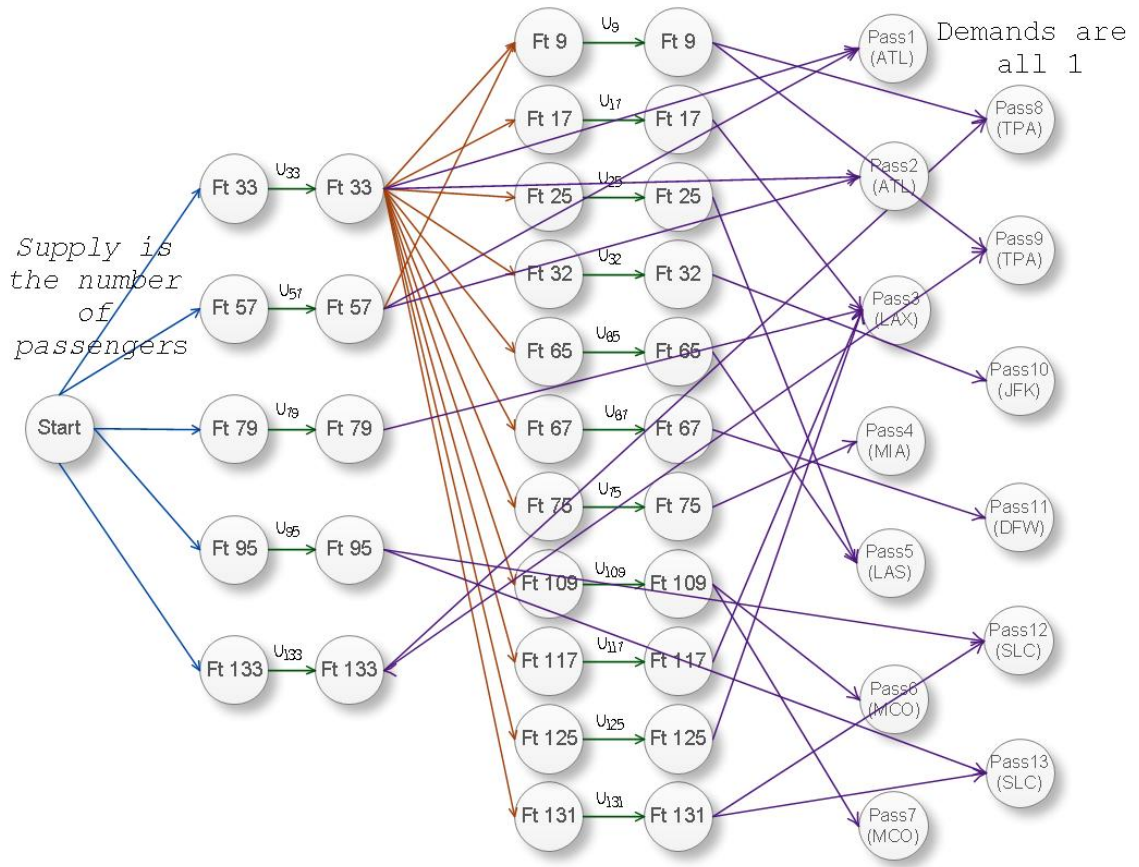 Supply is
the number
of
passengers
Start
Ft 33
U33
Ft 33
Ft 57
U57
Ft 57
Ft 79
U79
Ft 79
Ft 95
U95
Ft 95
Ft 133
U133
Ft 133
Ft 9
U9
Ft 9
Ft 17
U17
Ft 17
Ft 25
U25
Ft 25
Ft 32
U32
Ft 32
Ft 65
U65
Ft 65
Ft 67
U67
Ft 67
Ft 75
U75
Ft 75
Ft 109
U109
Ft 109
Ft 117
U117
Ft 117
Ft 125
U125
Ft 125
Ft 131
U131
Ft 131
Pass1
(ATL)
Pass2
(ATL)
Pass3
(LAX)
Pass4
(MIA)
Pass5
(LAS)
Pass6
(MCO)
Pass7
(MCO)
Demands are
all 1
Pass8
(TPA)
Pass9
(TPA)
Pass10
(JFK)
Pass11
(DFW)
Pass12
(SLC)
Pass13
(SLC)